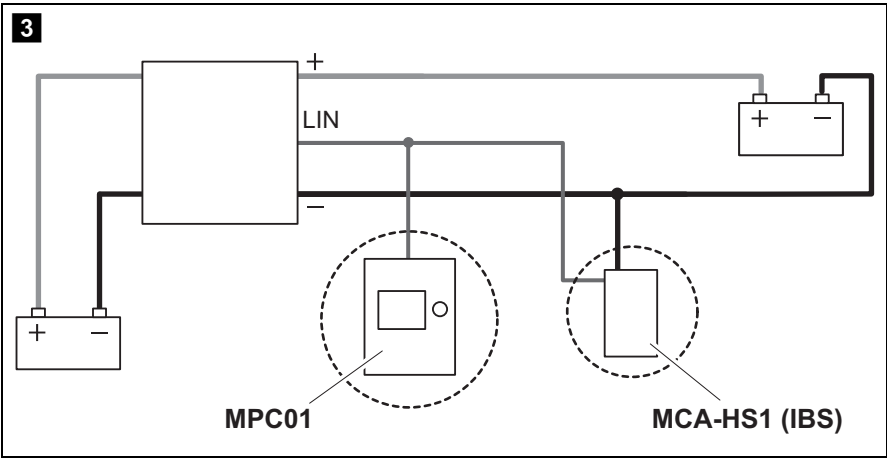 3
+
+ −
LIN
−
+ −
MPC01
MCA-HS1 (IBS)